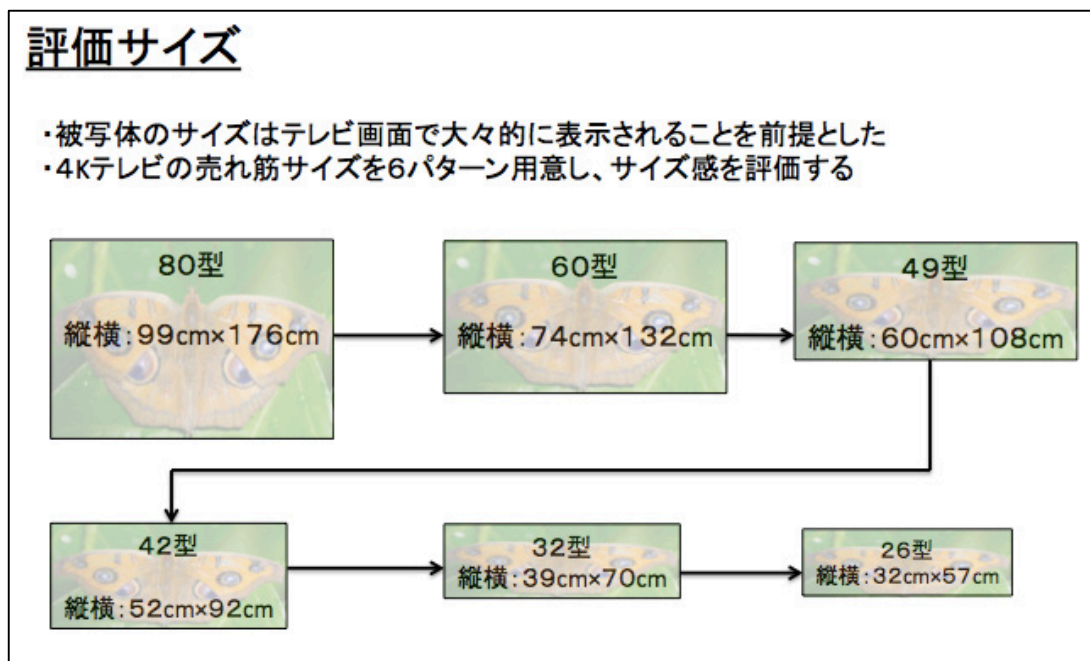 評価サイズ
・被写体のサイズはテレビ画面で大々的に表示されることを前提とした
・4Kテレビの売れ筋サイズを6パターン用意し、サイズ感を評価する
80型
縦横：99cm×176cm
60型
縦横：74cm×132cm
49型
縦横：60cm×108cm
42型
縦横：52cm×92cm
32型
縦横：39cm×70cm
26型
縦横：32cm×57cm